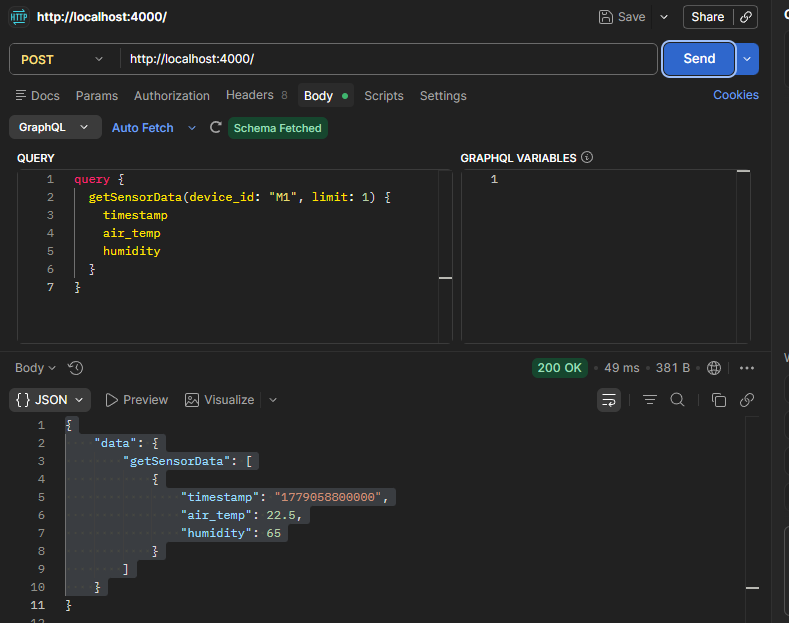 HTTP http://localhost:4000/ Save Share
POST http://localhost:4000/ Send
Docs Params Authorization Headers 8 Body Scripts Settings Cookies
GraphQL Auto Fetch Schema Fetched
QUERY GRAPHQL VARIABLES
1 query { 1
2 getSensorData(device_id: "M1", limit: 1) {
3 timestamp
4 air_temp
5 humidity
6 }
7 }
Body 200 OK • 49 ms • 381 B
{} JSON Preview Visualize
1 {
2 "data": {
3 "getSensorData": [
4 {
5 "timestamp": "1779058800000",
6 "air_temp": 22.5,
7 "humidity": 65
8 }
9 ]
10 }
11 }